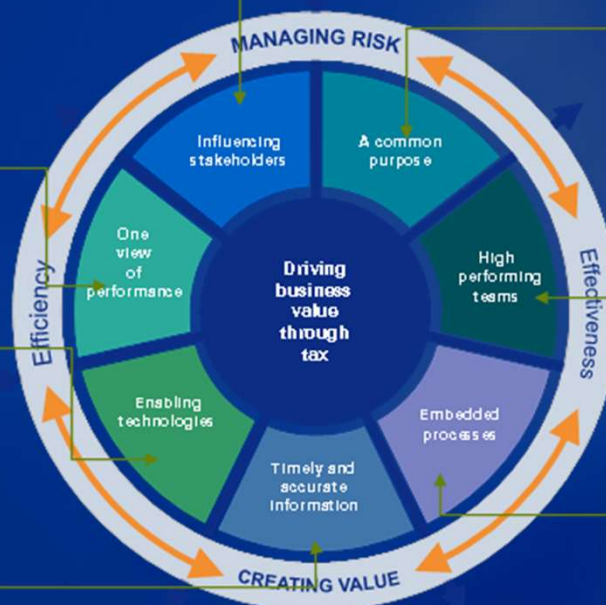 MANAGING RISK
Influencing
stakeholders
A common
purpose
One
view
of
performance
High
performing
teams
Driving
business
value
through
tax
Efficiency
Effectiveness
Enabling
technologies
Embedded
processes
Timely and
accurate
information
CREATING VALUE